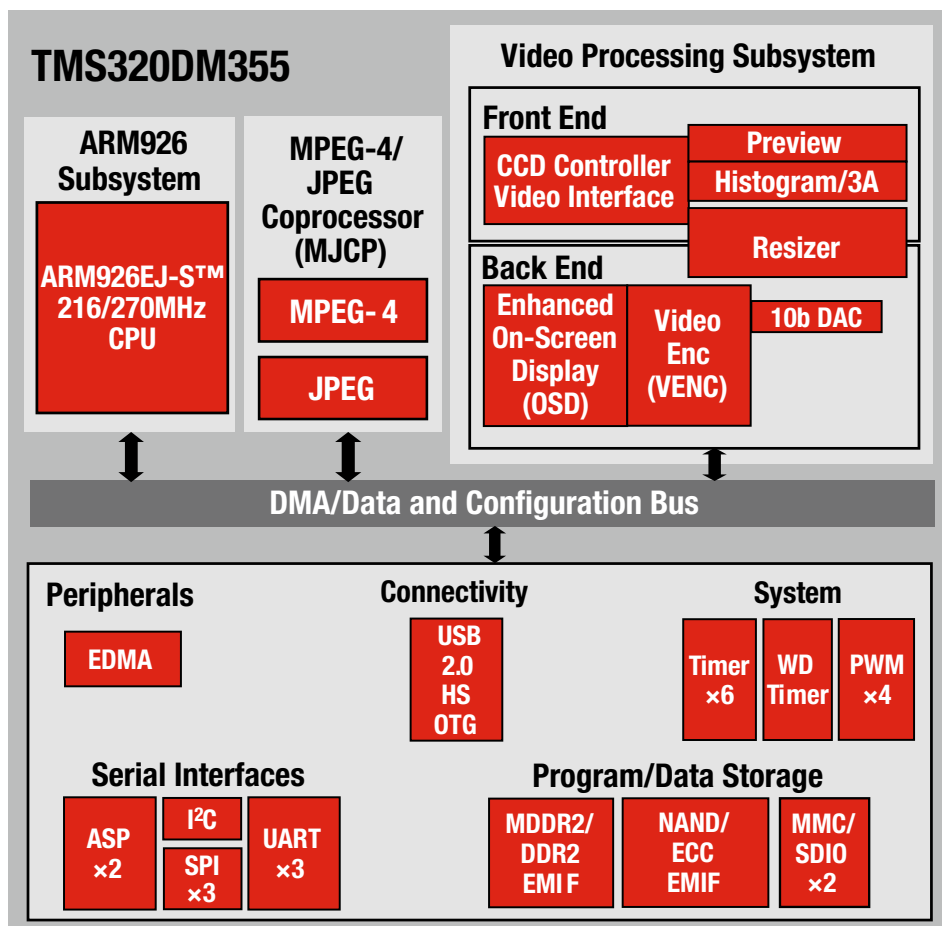 TMS320DM355
ARM926
Subsystem
ARM926EJ-S™
216/270MHz
CPU
MPEG-4/
JPEG
Coprocessor
(MJCP)
MPEG- 4
JPEG
Video Processing Subsystem
Front End
CCD Controller
Video Interface
Preview
Histogram/3A
Resizer
Back End
Enhanced
On-Screen
Display
(OSD)
Video
Enc
(VENC)
10b DAC
DMA/Data and Configuration Bus
Peripherals
EDMA
Connectivity
USB
2.0
HS
OTG
System
Timer
×6
WD
Timer
PWM
×4
Serial Interfaces
ASP
×2
I²C
SPI
×3
UART
×3
Program/Data Storage
MDDR2/
DDR2
EMIF
NAND/
ECC
EMIF
MMC/
SDIO
×2